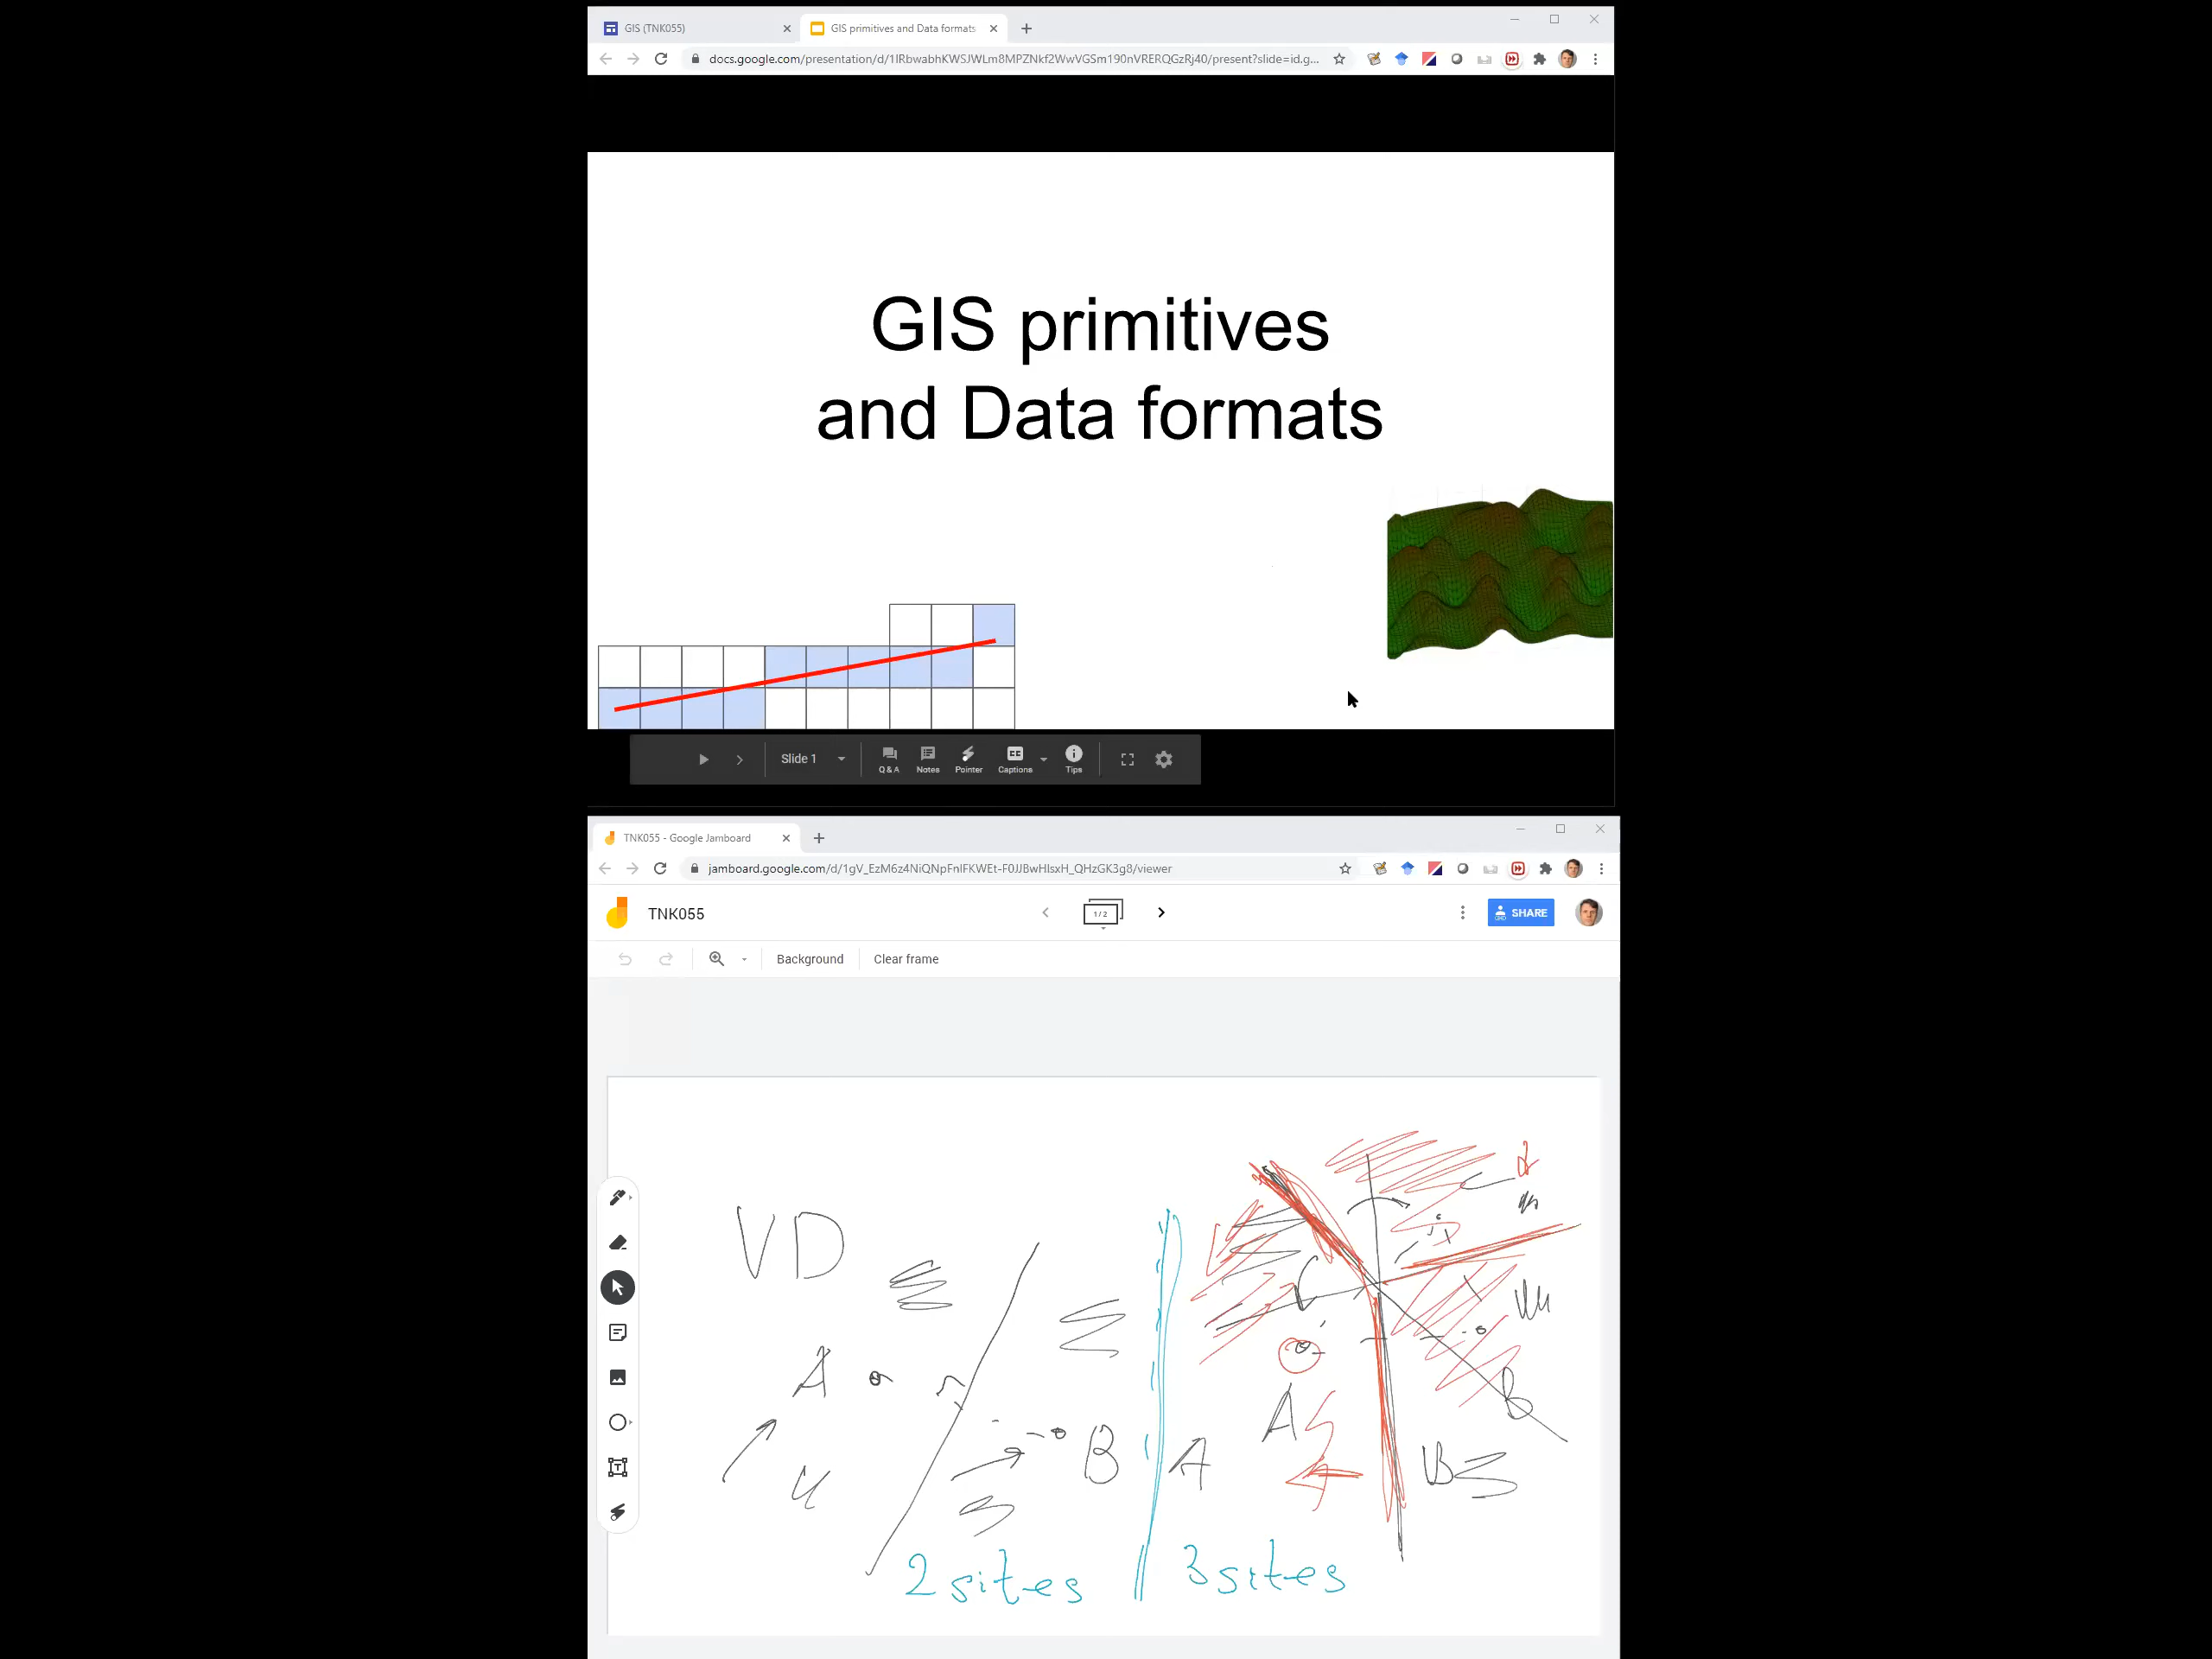 GIS (TNK055)
GIS primitives and Data formats
docs.google.com/presentation/d/1IRbwabhKWSJWLm8MPZNkf2WwVGSm190nVRERQGzRj40/present?slide=id.g...
GIS primitives
and Data formats
Slide 1
Q & A
Notes
Pointer
Captions
Tips
TNK055 - Google Jamboard
jamboard.google.com/d/1gV_EzM6z4NiQNpFnIFKWEt-F0JJBwHlsxH_QHzGK3g8/viewer
TNK055
1 / 2
SHARE
Background
Clear frame
VD
A
B
A
A
B
B
2 sites
3 sites